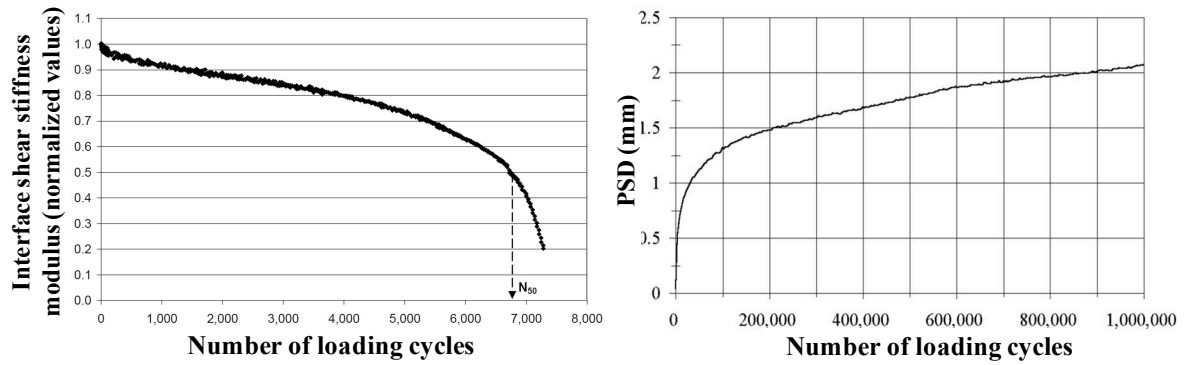 Interface shear stiffness
modulus (normalized values)
1.1
1.0
0.9
0.8
0.7
0.6
0.5
0.4
0.3
0.2
0.1
0.0
N50
0 1,000 2,000 3,000 4,000 5,000 6,000 7,000 8,000
Number of loading cycles
PSD (mm)
2.5
2
1.5
1
0.5
0
0 200,000 400,000 600,000 800,000 1,000,000
Number of loading cycles